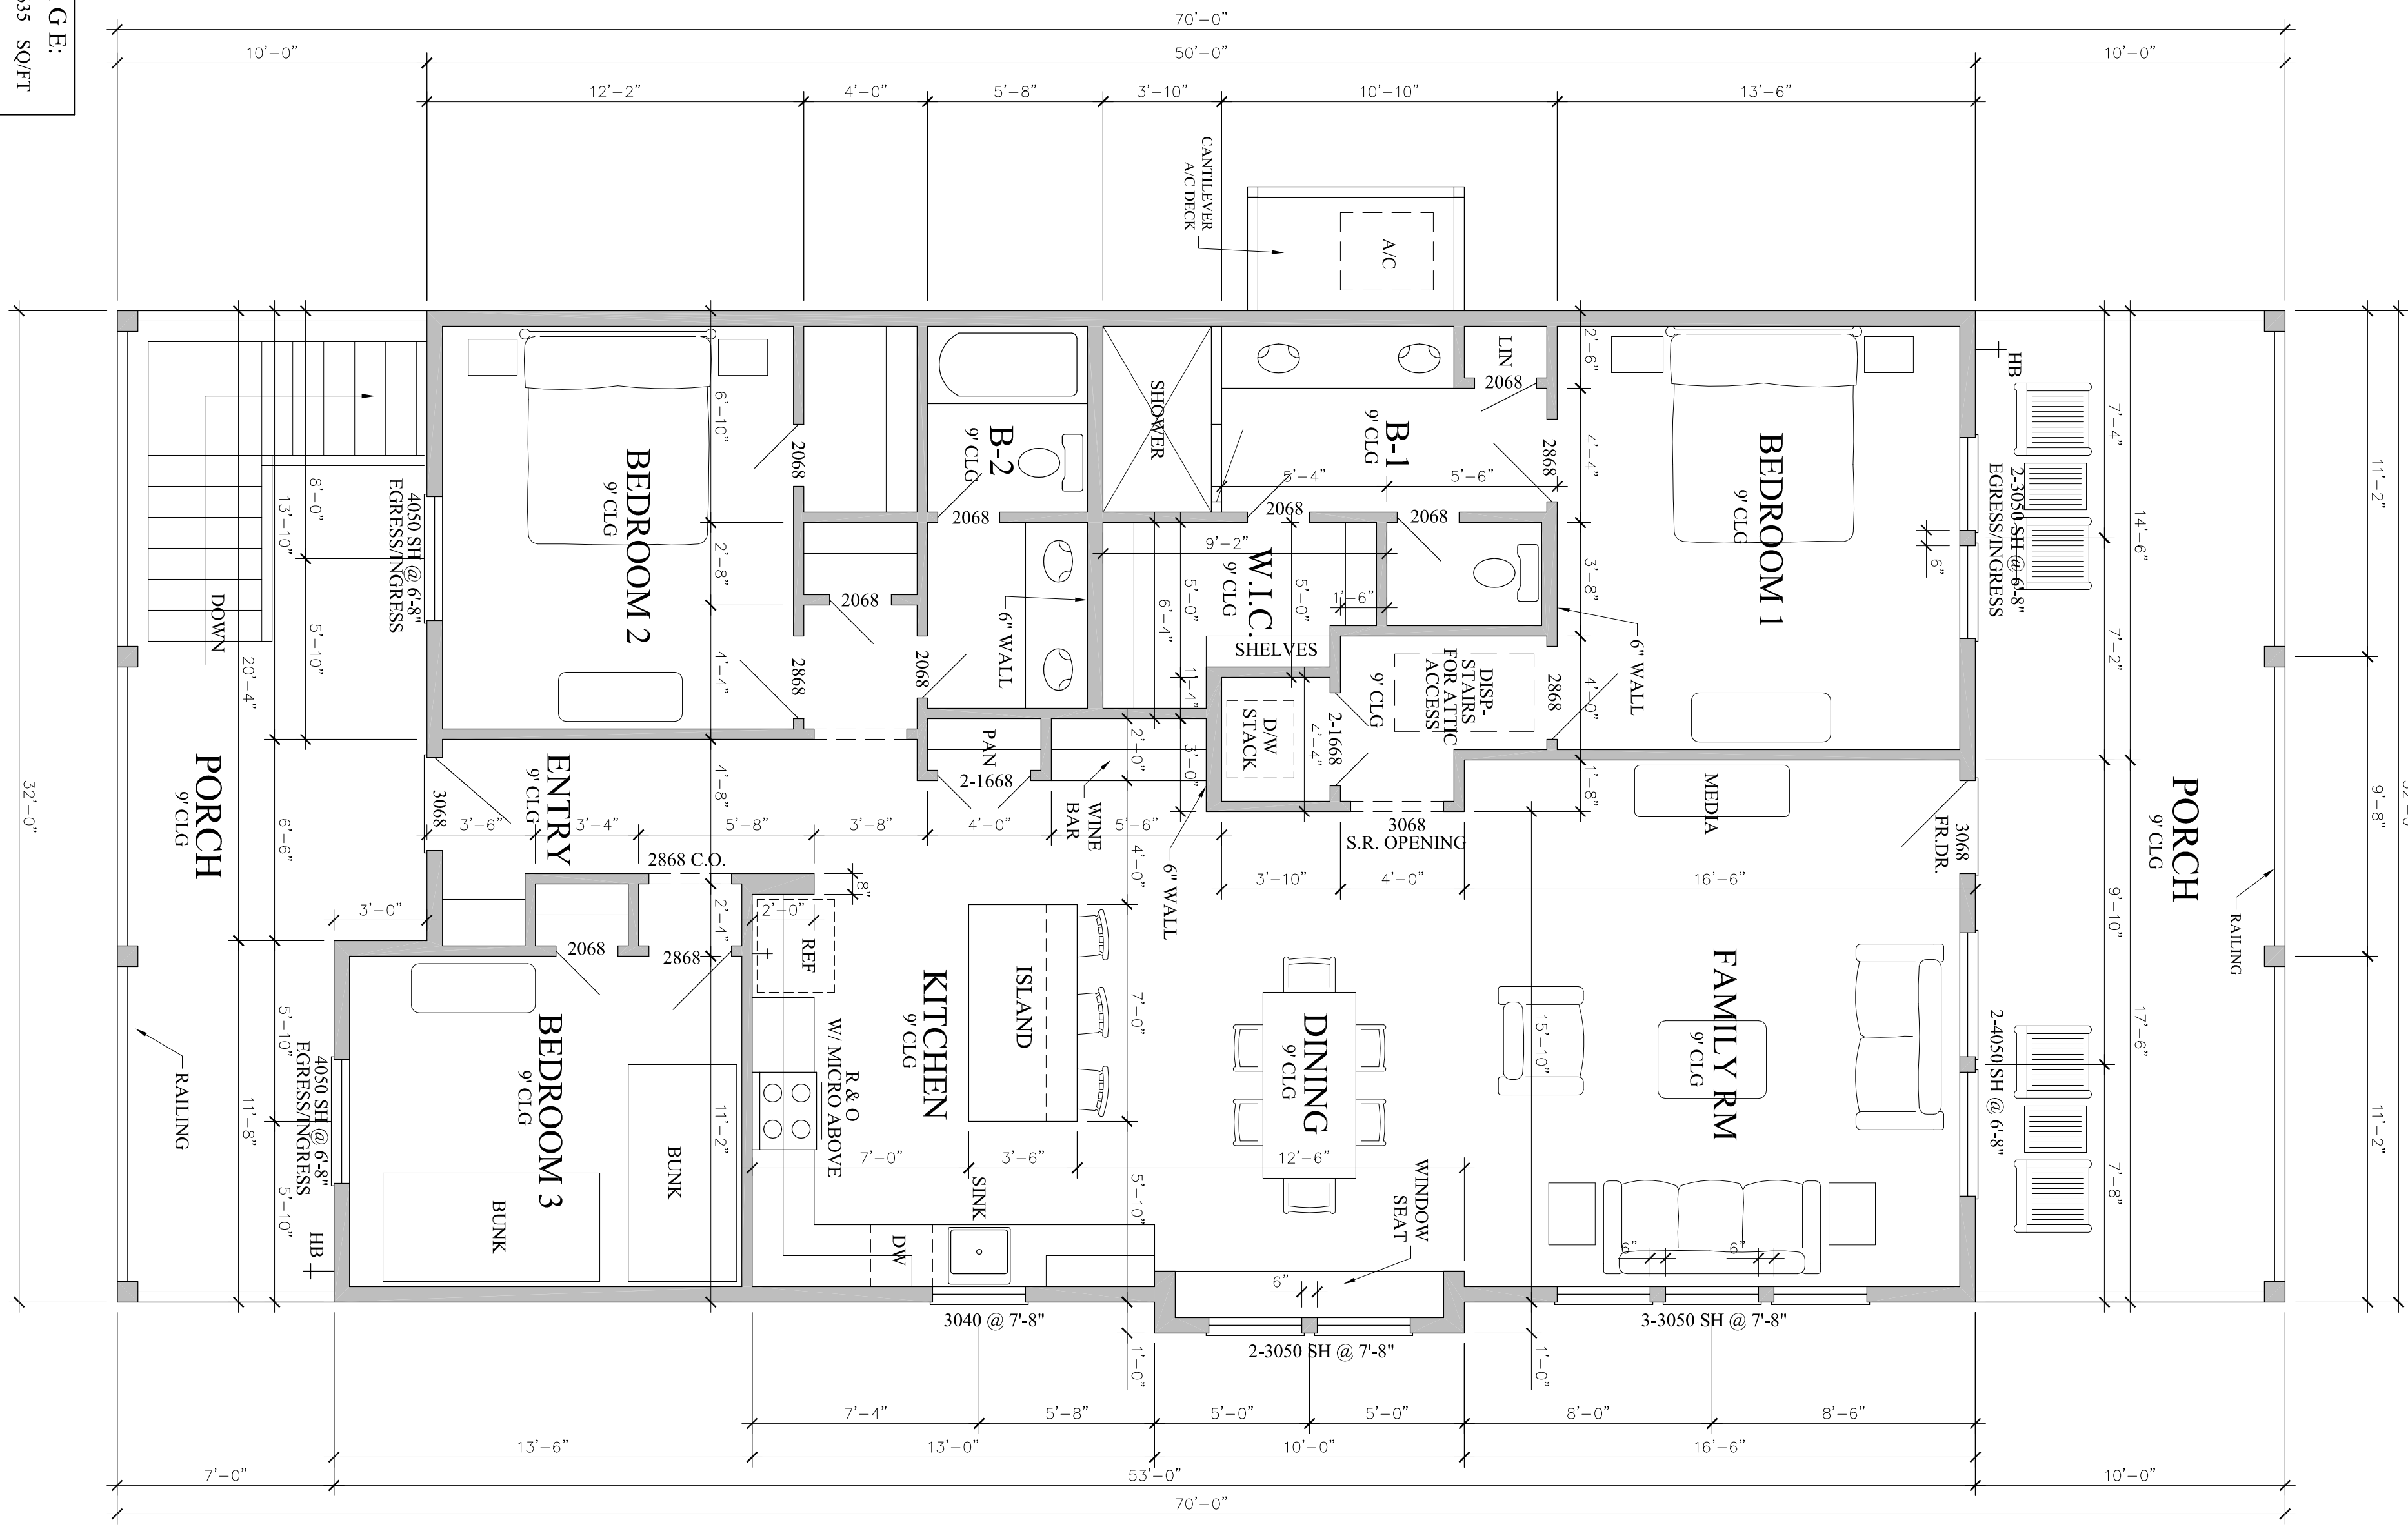 70'-0"
10'-0"
50'-0"
10'-0"
12'-2"
4'-0"
5'-8"
3'-10"
10'-10"
13'-6"
GE:
635 SQ/FT
CANTILEVER
A/C DECK
A/C
32'-0"
PORCH
9' CLG
DOWN
RAILING
8'-0"
5'-10"
13'-10"
6'-6"
5'-10"
5'-10"
20'-4"
11'-8"
3'-0"
4050 SH @ 6'-8"
EGRESS/INGRESS
4050 SH @ 6'-8"
EGRESS/INGRESS
HB
BEDROOM 2
9' CLG
6'-10"
2'-8"
4'-4"
4'-8"
2'-4"
11'-2"
2068
2868
2068
2068
2068
B-2
9' CLG
6" WALL
SHOWER
B-1
9' CLG
5'-4"
5'-6"
LIN
2068
2868
2068
2068
W.I.C.
9' CLG
9'-2"
5'-0"
6'-4"
1'-4"
5'-0"
1'-6"
SHELVES
D/W
STACK
4'-4"
2-1668
DISP-
STAIRS
FOR ATTIC
ACCESS
9' CLG
2868
6" WALL
2'-6"
4'-4"
3'-8"
4'-0"
1'-8"
BEDROOM 1
9' CLG
6"
HB
2-3050 SH @ 6'-8"
EGRESS/INGRESS
7'-4"
7'-2"
9'-10"
7'-8"
14'-6"
17'-6"
11'-2"
9'-8"
11'-2"
PORCH
9' CLG
RAILING
3068
FR.DR.
MEDIA
3068
ENTRY
9' CLG
PAN
2-1668
WINE
BAR
2'-0"
3'-0"
6" WALL
3068
S.R. OPENING
3'-6"
3'-4"
5'-8"
3'-8"
4'-0"
5'-6"
2868 C.O.
8"
2'-0"
3'-10"
4'-0"
16'-6"
2068
2868
BEDROOM 3
9' CLG
BUNK
BUNK
REF
R & O
W/ MICRO ABOVE
KITCHEN
9' CLG
ISLAND
4'-0"
7'-0"
5'-10"
7'-0"
3'-6"
12'-6"
SINK
DW
DINING
9' CLG
WINDOW
SEAT
6"
FAMILY RM
9' CLG
15'-10"
6"
6"
2-4050 SH @ 6'-8"
3040 @ 7'-8"
2-3050 SH @ 7'-8"
3-3050 SH @ 7'-8"
1'-0"
1'-0"
7'-4"
5'-8"
5'-0"
5'-0"
8'-0"
8'-6"
13'-6"
13'-0"
10'-0"
16'-6"
7'-0"
53'-0"
10'-0"
70'-0"